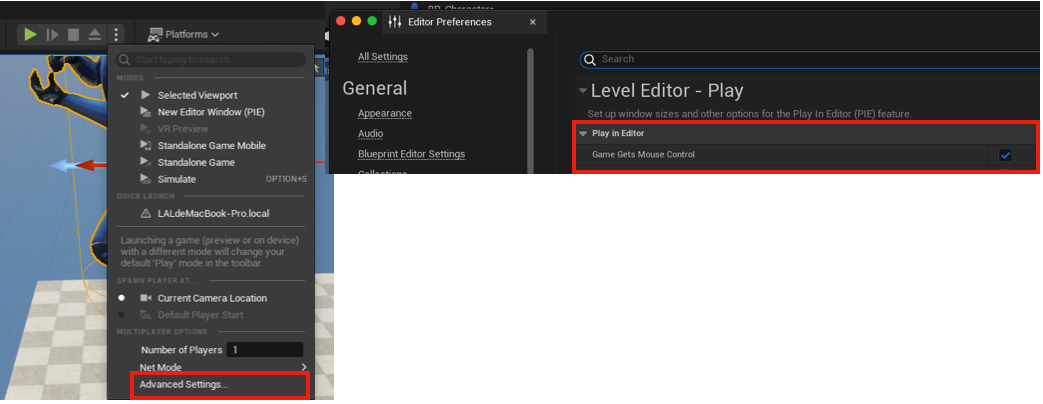 Platforms
Start typing to search
MODES
Selected Viewport
New Editor Window (PIE)
VR Preview
Standalone Game Mobile
Standalone Game
Simulate OPTION+S
QUICK LAUNCH
LALdeMacBook-Pro.local
Launching a game (preview or on device)
with a different mode will change your
default 'Play' mode in the toolbar
SPAWN PLAYER AT...
Current Camera Location
Default Player Start
MULTIPLAYER OPTIONS
Number of Players 1
Net Mode
Advanced Settings...
Editor Preferences
All Settings
General
Appearance
Audio
Blueprint Editor Settings
Search
Level Editor - Play
Set up window sizes and other options for the Play In Editor (PIE) feature.
Play in Editor
Game Gets Mouse Control